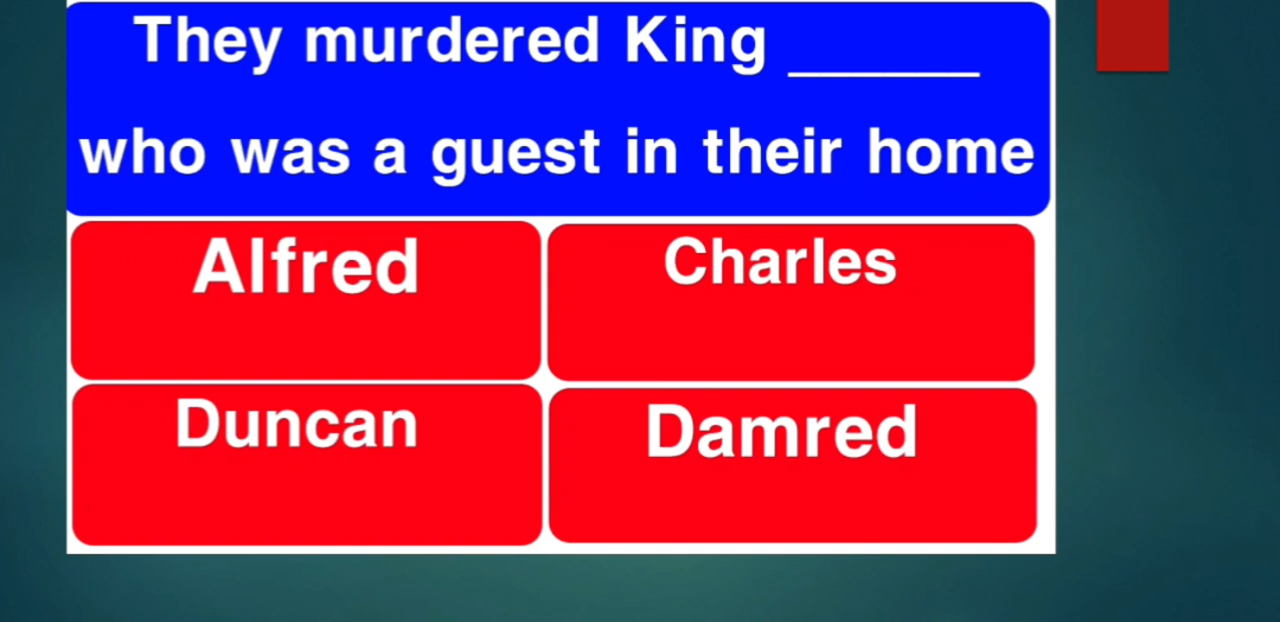 They murdered King ______
who was a guest in their home
Alfred
Charles
Duncan
Damred